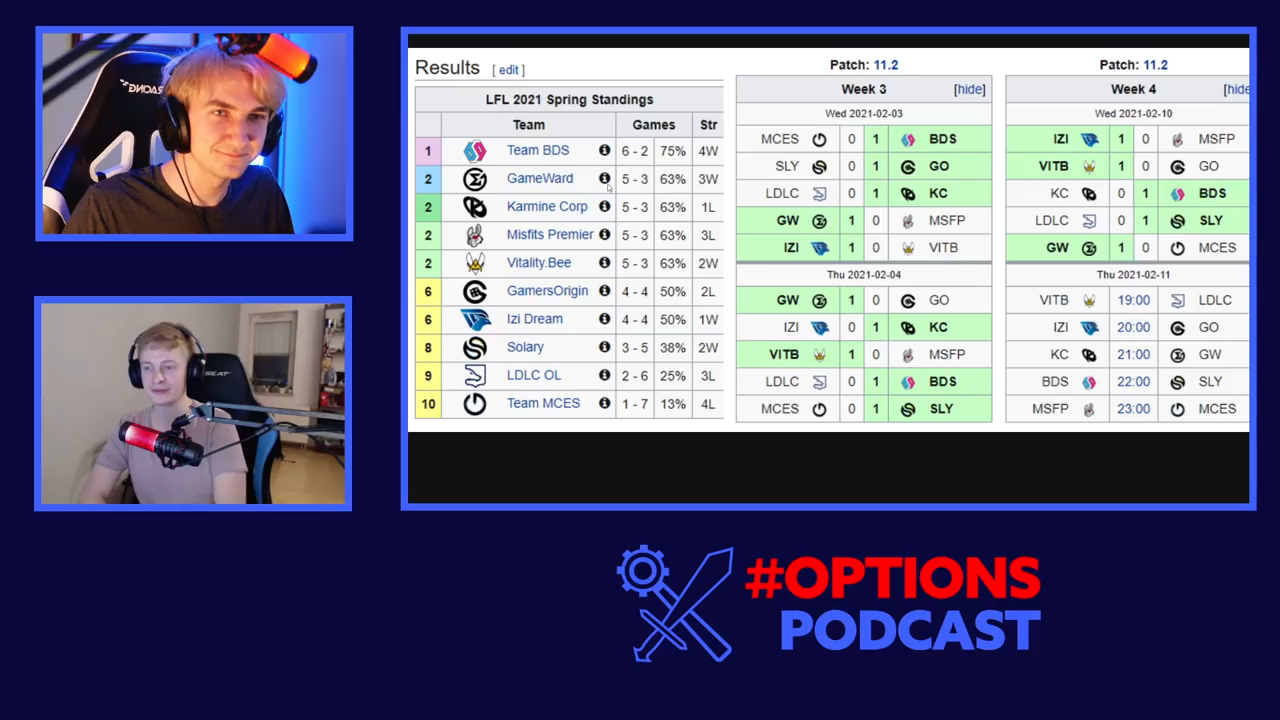 Results [ edit ]
LFL 2021 Spring Standings
Team Games Str
1 Team BDS 6 - 2 75% 4W
2 GameWard 5 - 3 63% 3W
2 Karmine Corp 5 - 3 63% 1L
2 Misfits Premier 5 - 3 63% 3L
2 Vitality.Bee 5 - 3 63% 2W
6 GamersOrigin 4 - 4 50% 2L
6 Izi Dream 4 - 4 50% 1W
8 Solary 3 - 5 38% 2W
9 LDLC OL 2 - 6 25% 3L
10 Team MCES 1 - 7 13% 4L
Patch: 11.2
Week 3 [hide]
Wed 2021-02-03
MCES 0 1 BDS
SLY 0 1 GO
LDLC 0 1 KC
GW 1 0 MSFP
IZI 1 0 VITB
Thu 2021-02-04
GW 1 0 GO
IZI 0 1 KC
VITB 1 0 MSFP
LDLC 0 1 BDS
MCES 0 1 SLY
Patch: 11.2
Week 4 [hide
Wed 2021-02-10
IZI 1 0 MSFP
VITB 1 0 GO
KC 0 1 BDS
LDLC 0 1 SLY
GW 1 0 MCES
Thu 2021-02-11
VITB 19:00 LDLC
IZI 20:00 GO
KC 21:00 GW
BDS 22:00 SLY
MSFP 23:00 MCES
#OPTIONS
PODCAST